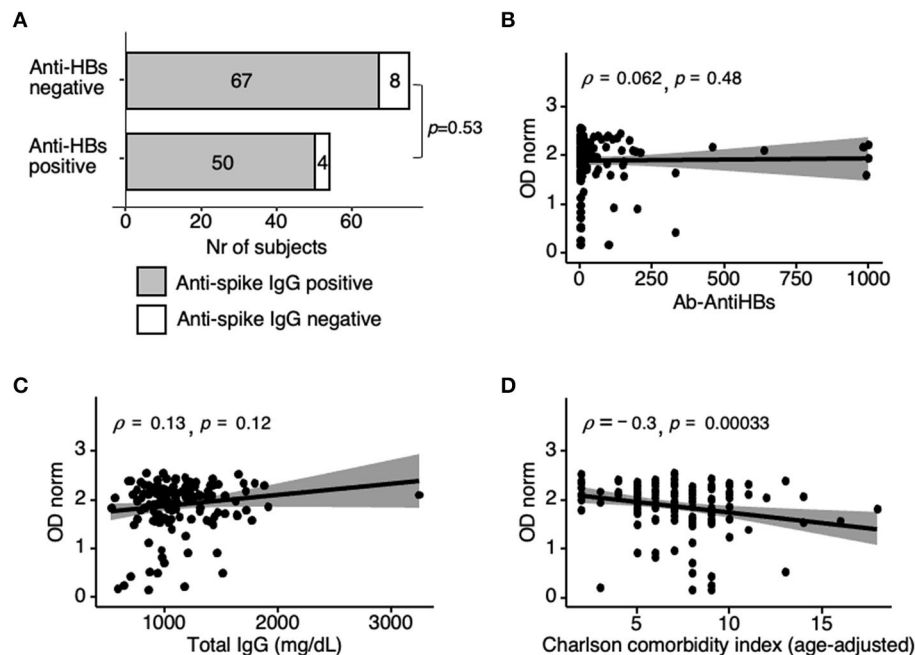 A
Anti-HBs
negative
67
8
Anti-HBs
positive
50
4
p=0.53
0
20
40
60
Nr of subjects
Anti-spike IgG positive
Anti-spike IgG negative
B
ρ = 0.062, p = 0.48
OD norm
3
2
1
0
0
250
500
750
1000
Ab-AntiHBs
C
ρ = 0.13, p = 0.12
OD norm
3
2
1
0
1000
2000
3000
Total IgG (mg/dL)
D
ρ = −0.3, p = 0.00033
OD norm
3
2
1
0
5
10
15
Charlson comorbidity index (age-adjusted)